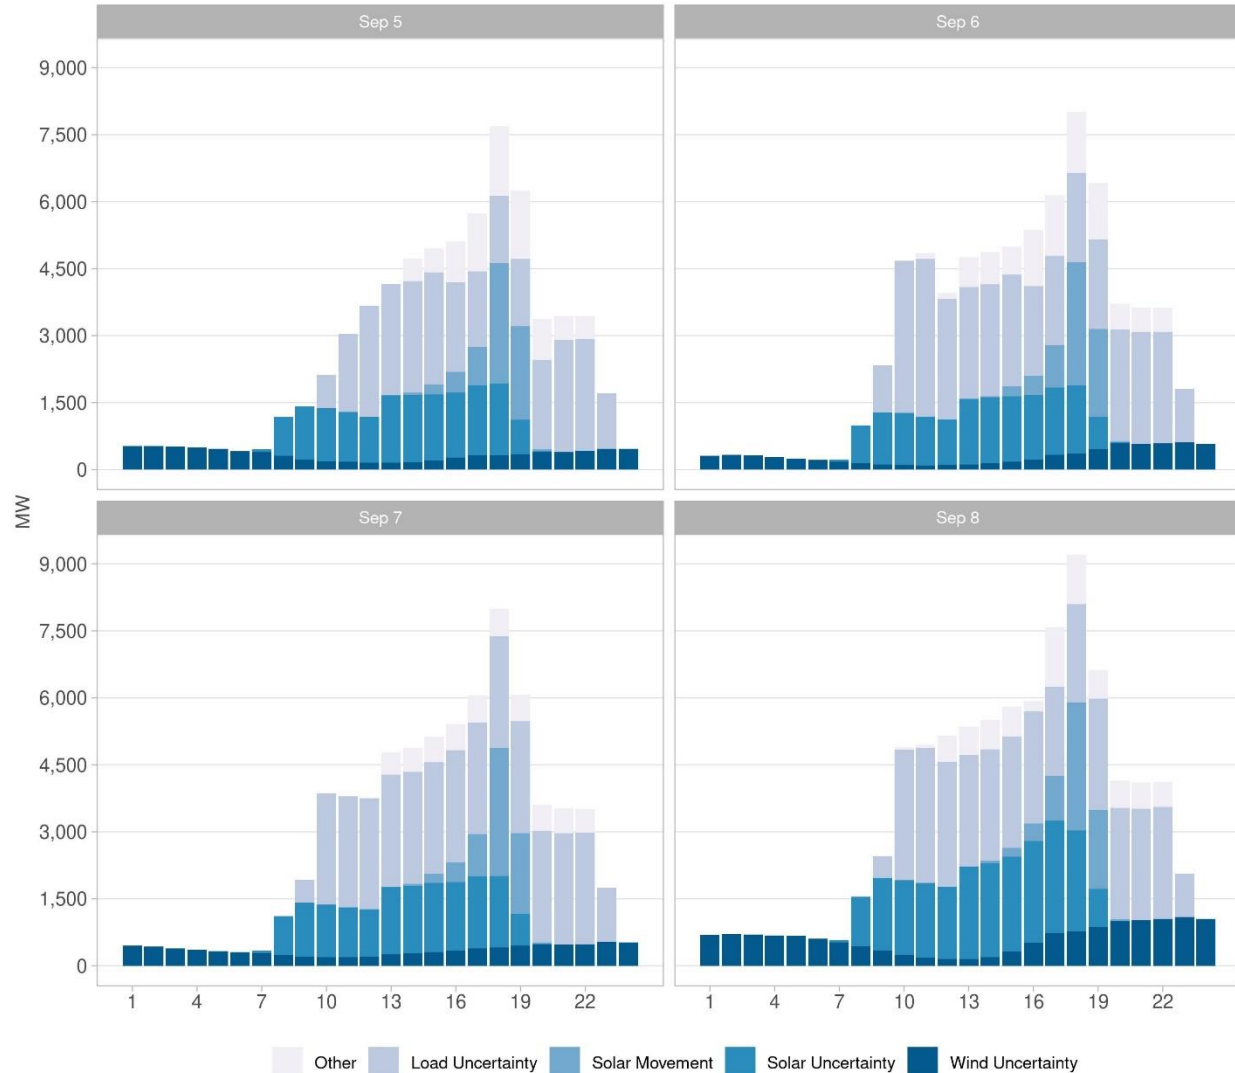 Sep 5
Sep 6
9,000
7,500
6,000
4,500
3,000
1,500
0
MW
Sep 7
Sep 8
9,000
7,500
6,000
4,500
3,000
1,500
0
1 4 7 10 13 16 19 22
1 4 7 10 13 16 19 22
Other Load Uncertainty Solar Movement Solar Uncertainty Wind Uncertainty